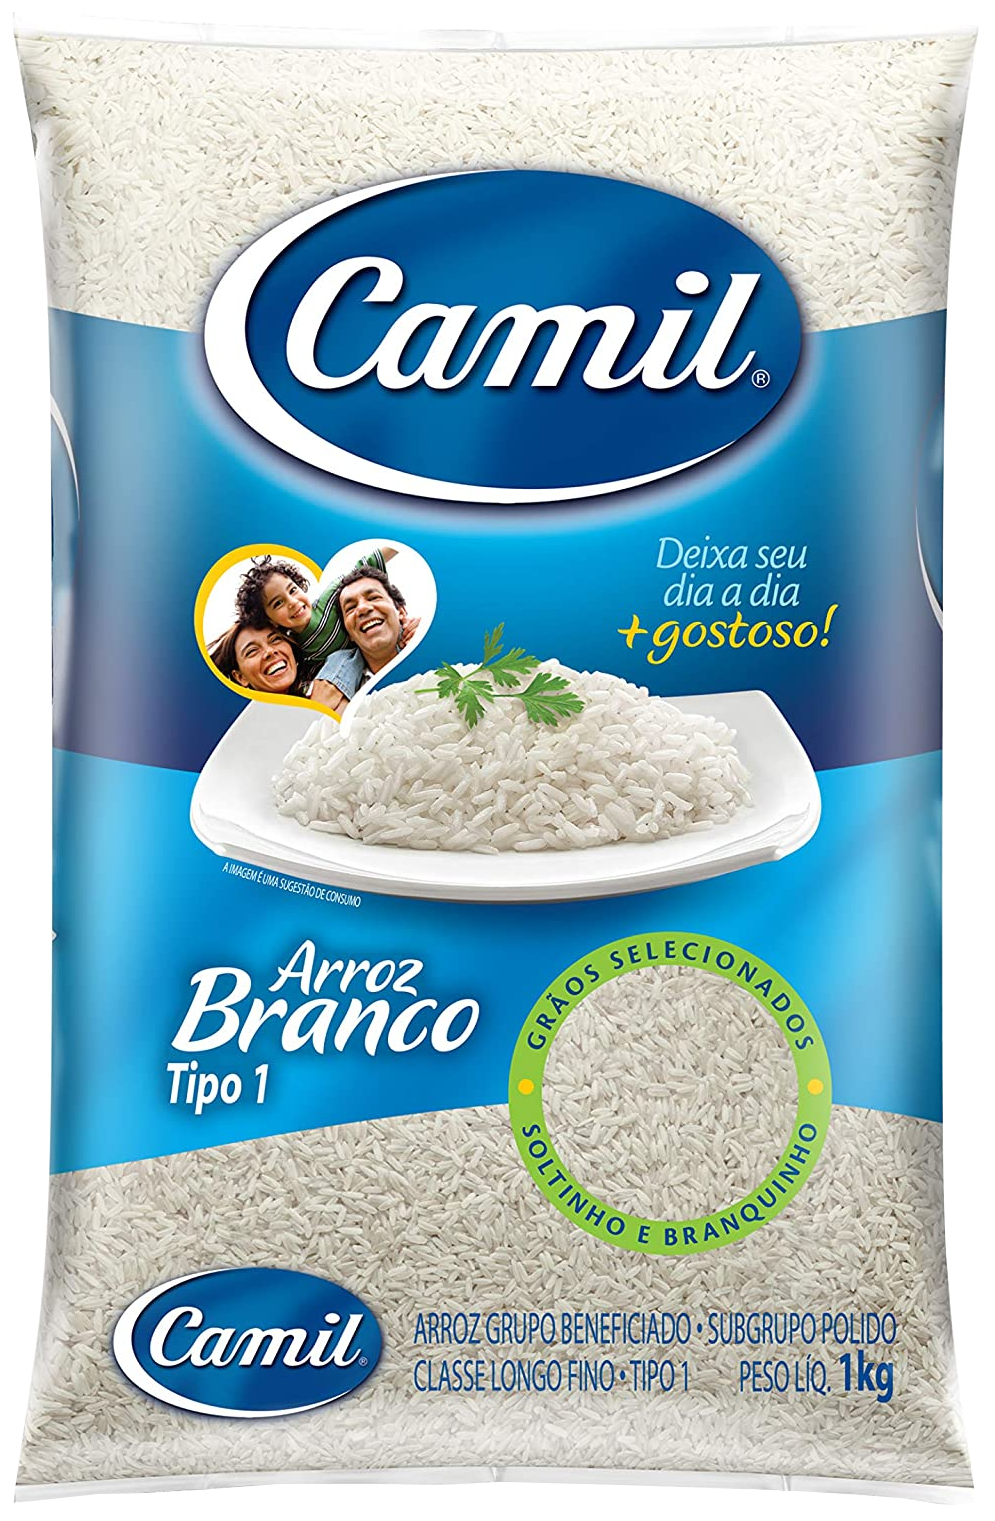 Camil®
Deixa seu
dia a dia
+gostoso!
A IMAGEM É UMA SUGESTÃO DE CONSUMO
Arroz
Branco
Tipo 1
GRÃOS SELECIONADOS
SOLTINHO E BRANQUINHO
Camil®
ARROZ GRUPO BENEFICIADO • SUBGRUPO POLIDO
CLASSE LONGO FINO • TIPO 1 PESO LÍQ. 1kg